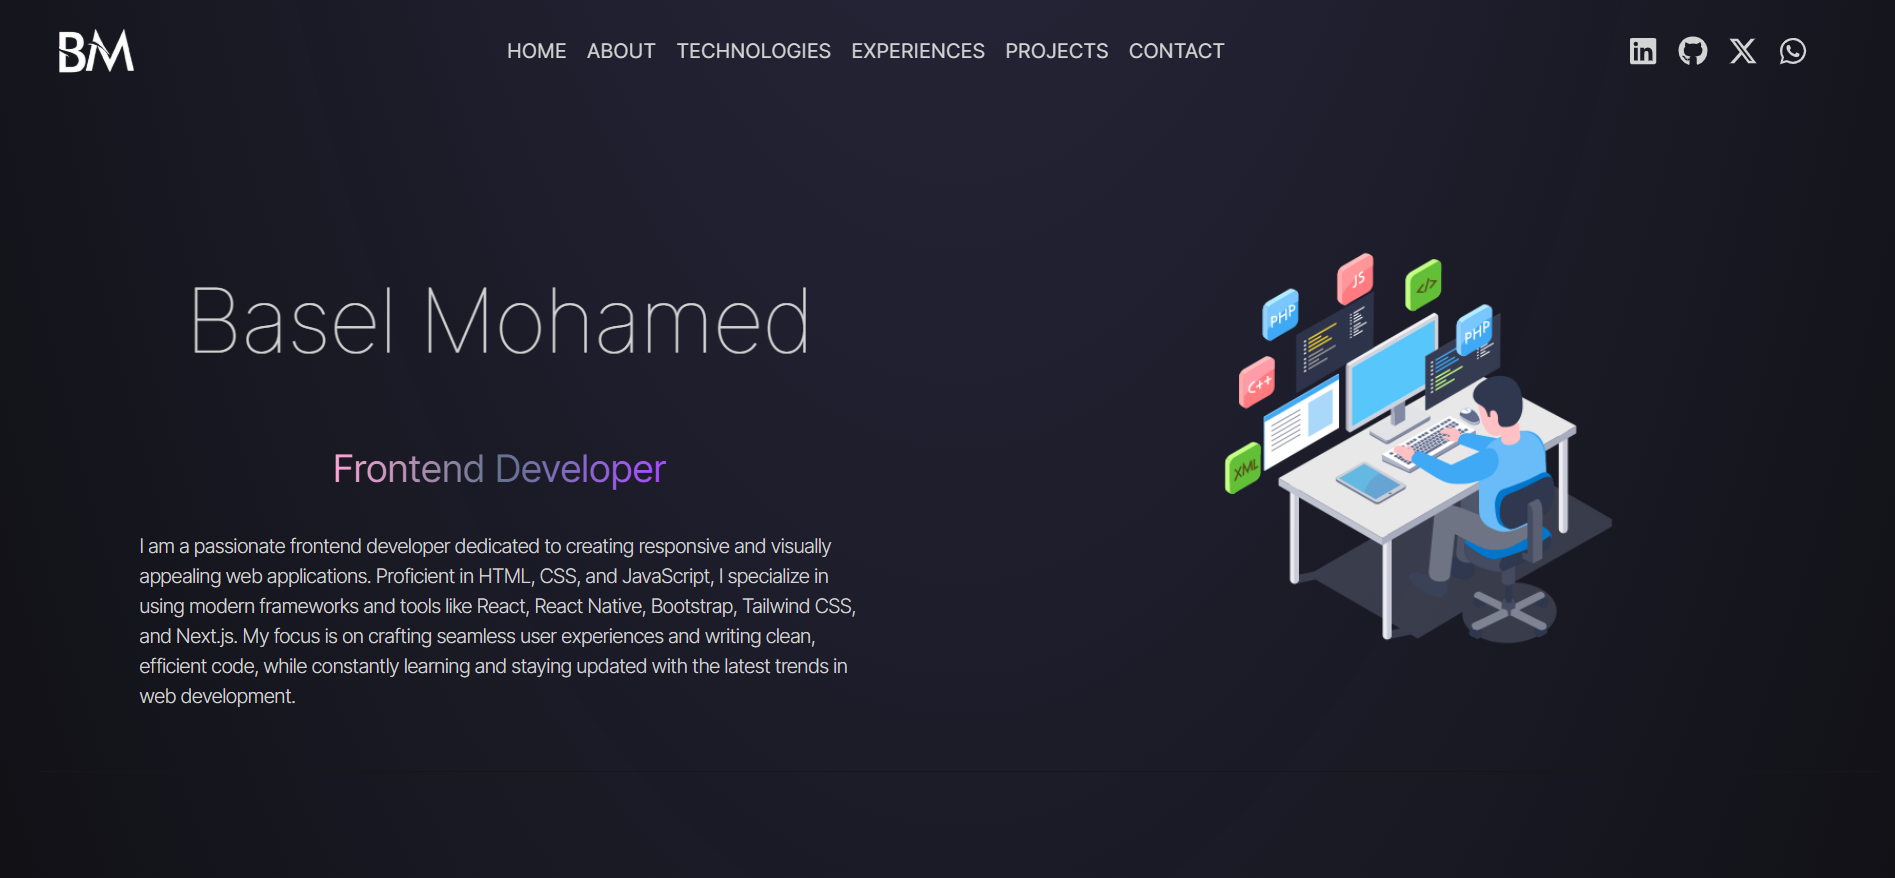 BM
HOME ABOUT TECHNOLOGIES EXPERIENCES PROJECTS CONTACT
Basel Mohamed
Frontend Developer
I am a passionate frontend developer dedicated to creating responsive and visually
appealing web applications. Proficient in HTML, CSS, and JavaScript, I specialize in
using modern frameworks and tools like React, React Native, Bootstrap, Tailwind CSS,
and Next.js. My focus is on crafting seamless user experiences and writing clean,
efficient code, while constantly learning and staying updated with the latest trends in
web development.
JS
</>
PHP
PHP
C++
XML